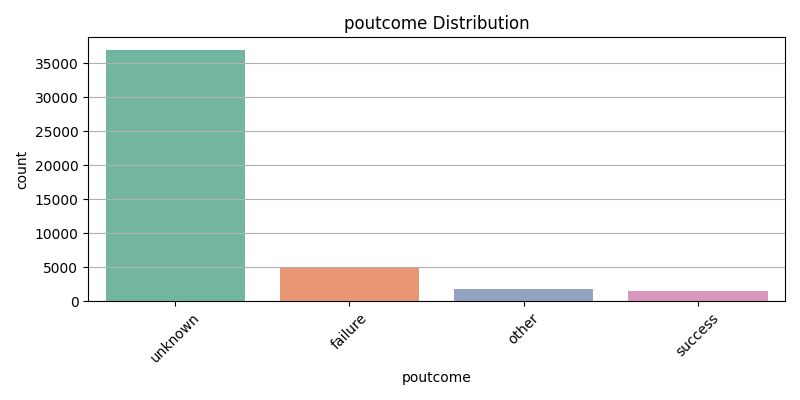 poutcome Distribution
count
35000
30000
25000
20000
15000
10000
5000
0
unknown
failure
other
success
poutcome